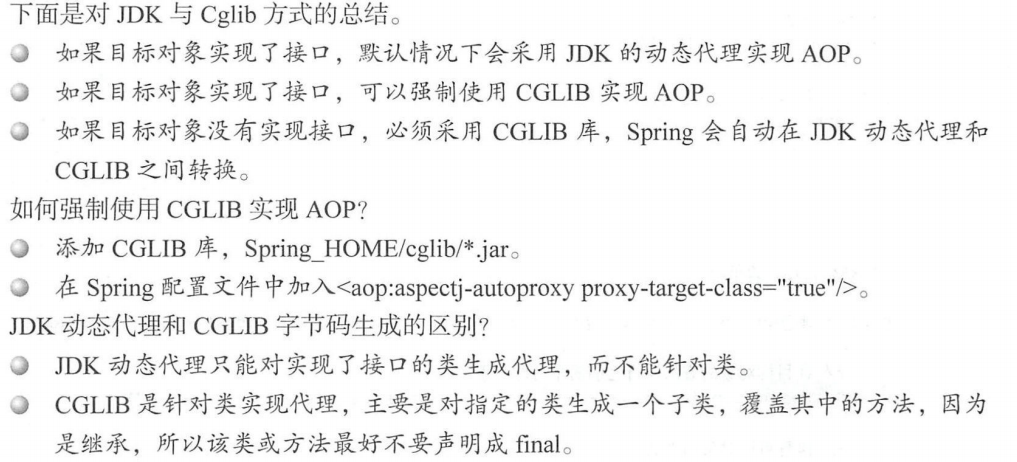 下面是对 JDK 与 Cglib 方式的总结。
如果目标对象实现了接口，默认情况下会采用 JDK 的动态代理实现 AOP。
如果目标对象实现了接口，可以强制使用 CGLIB 实现 AOP。
如果目标对象没有实现接口，必须采用 CGLIB 库，Spring 会自动在 JDK 动态代理和
CGLIB 之间转换。
如何强制使用 CGLIB 实现 AOP？
添加 CGLIB 库，Spring_HOME/cglib/*.jar。
在 Spring 配置文件中加入<aop:aspectj-autoproxy proxy-target-class="true"/>。
JDK 动态代理和 CGLIB 字节码生成的区别？
JDK 动态代理只能对实现了接口的类生成代理，而不能针对类。
CGLIB 是针对类实现代理，主要是对指定的类生成一个子类，覆盖其中的方法，因为
是继承，所以该类或方法最好不要声明成 final。